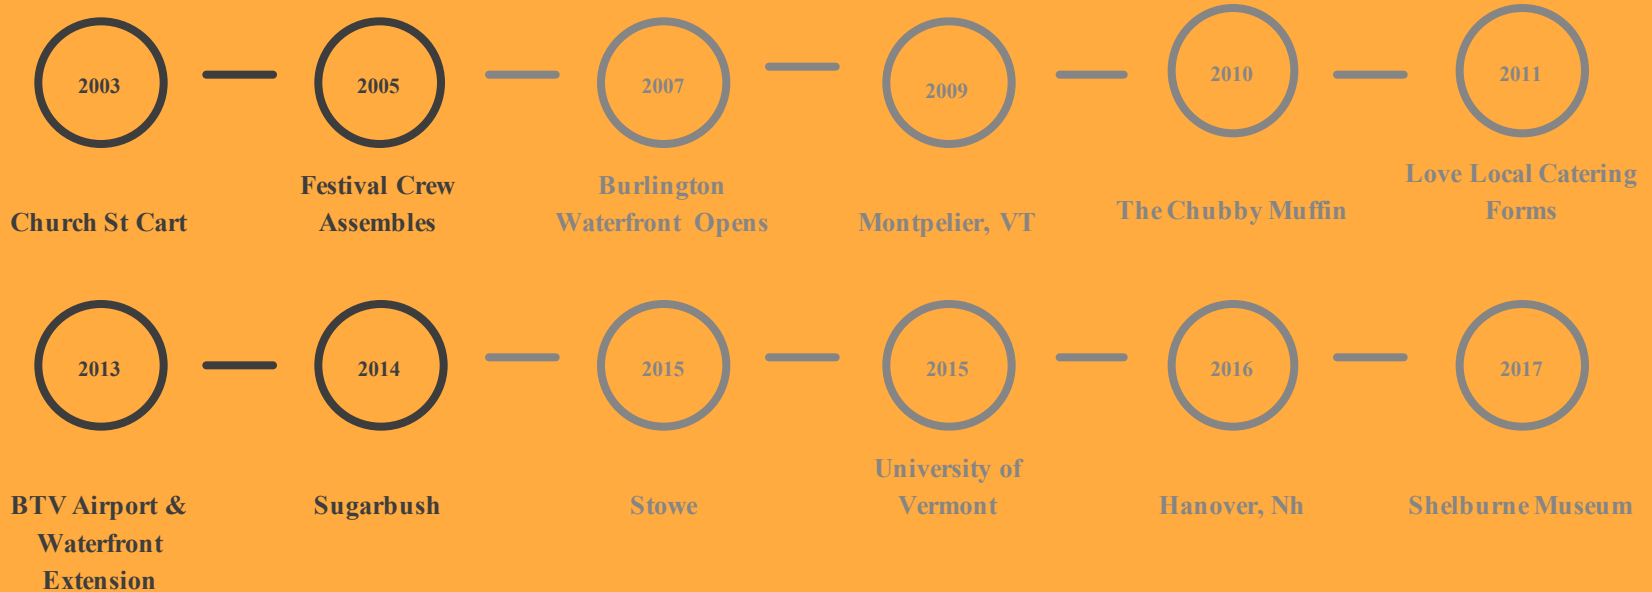 2003
2005
2007
2009
2010
2011
Church St Cart
Festival Crew
Assembles
Burlington
Waterfront Opens
Montpelier, VT
The Chubby Muffin
Love Local Catering
Forms
2013
2014
2015
2015
2016
2017
BTV Airport &
Waterfront
Extension
Sugarbush
Stowe
University of
Vermont
Hanover, Nh
Shelburne Museum